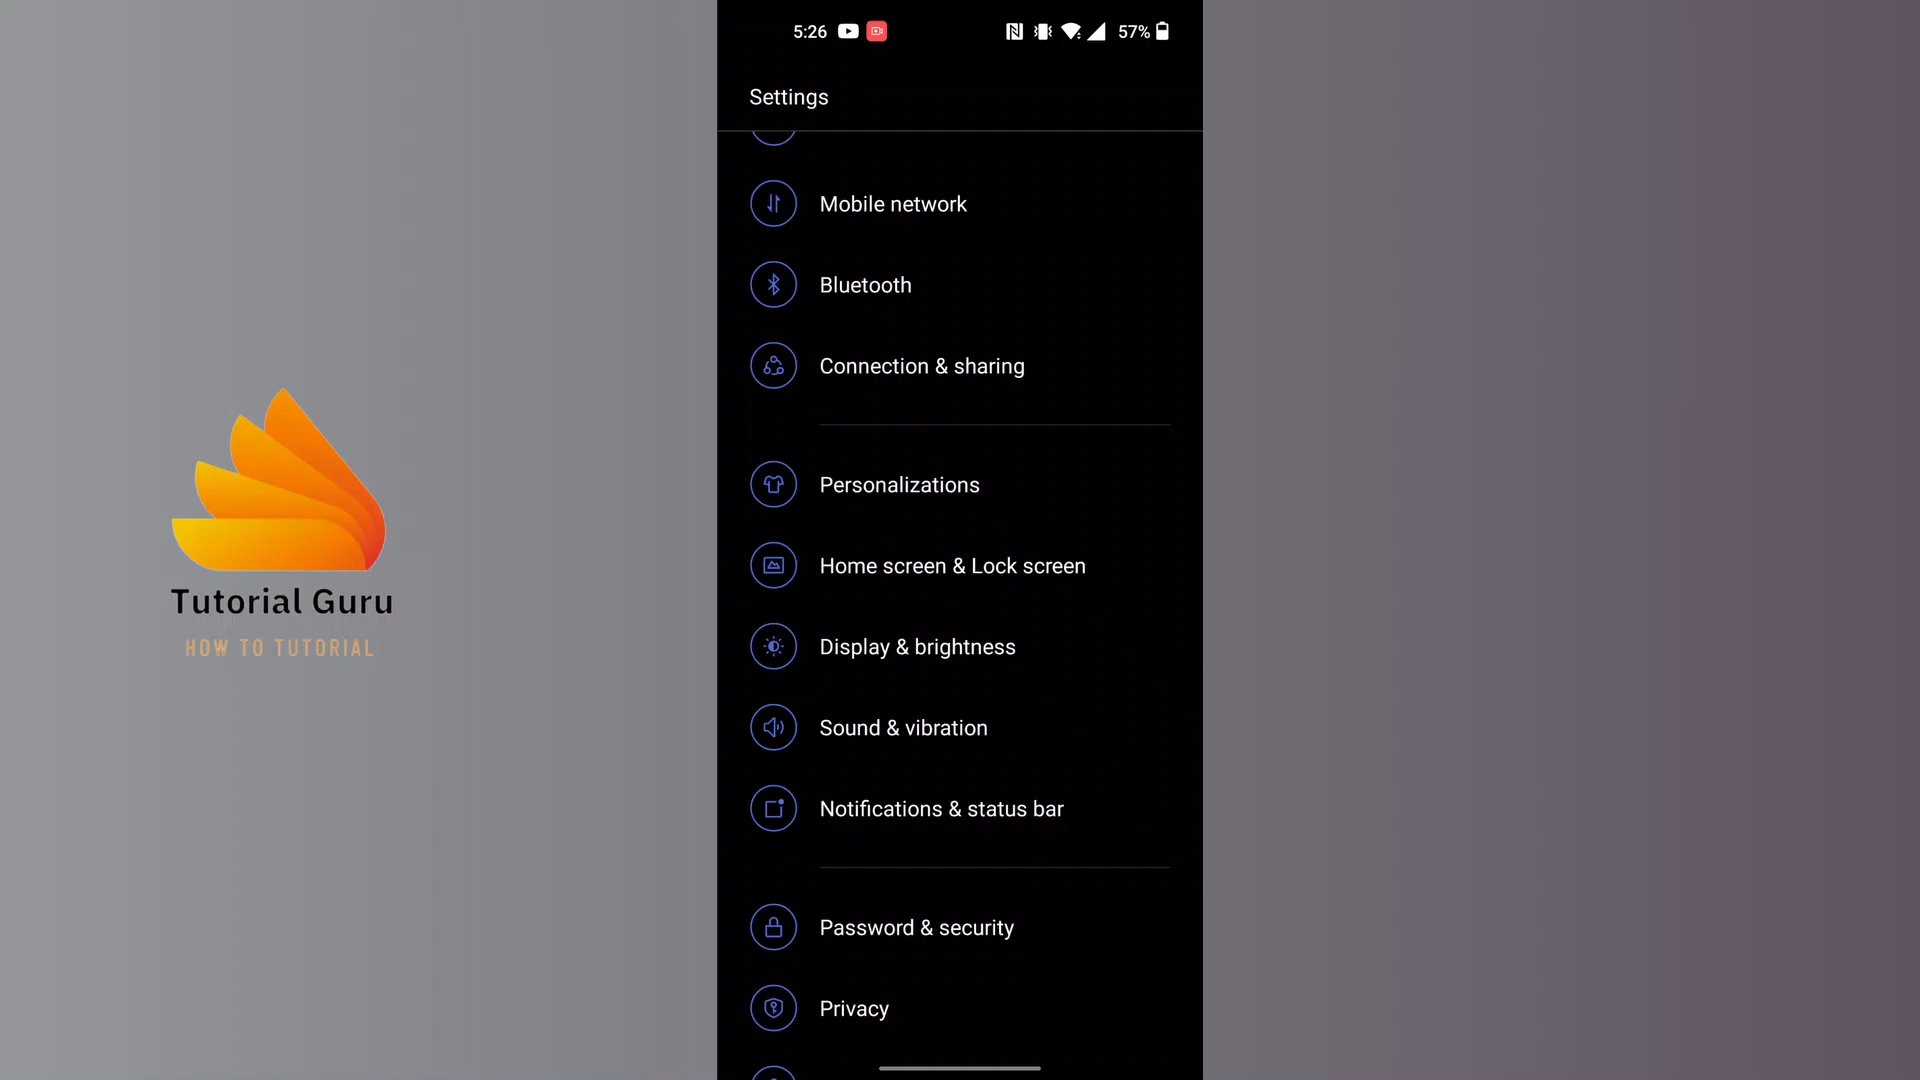 5:26
57%
Settings
Mobile network
Bluetooth
Connection & sharing
Personalizations
Home screen & Lock screen
Display & brightness
Sound & vibration
Notifications & status bar
Password & security
Privacy
Tutorial Guru
HOW TO TUTORIAL